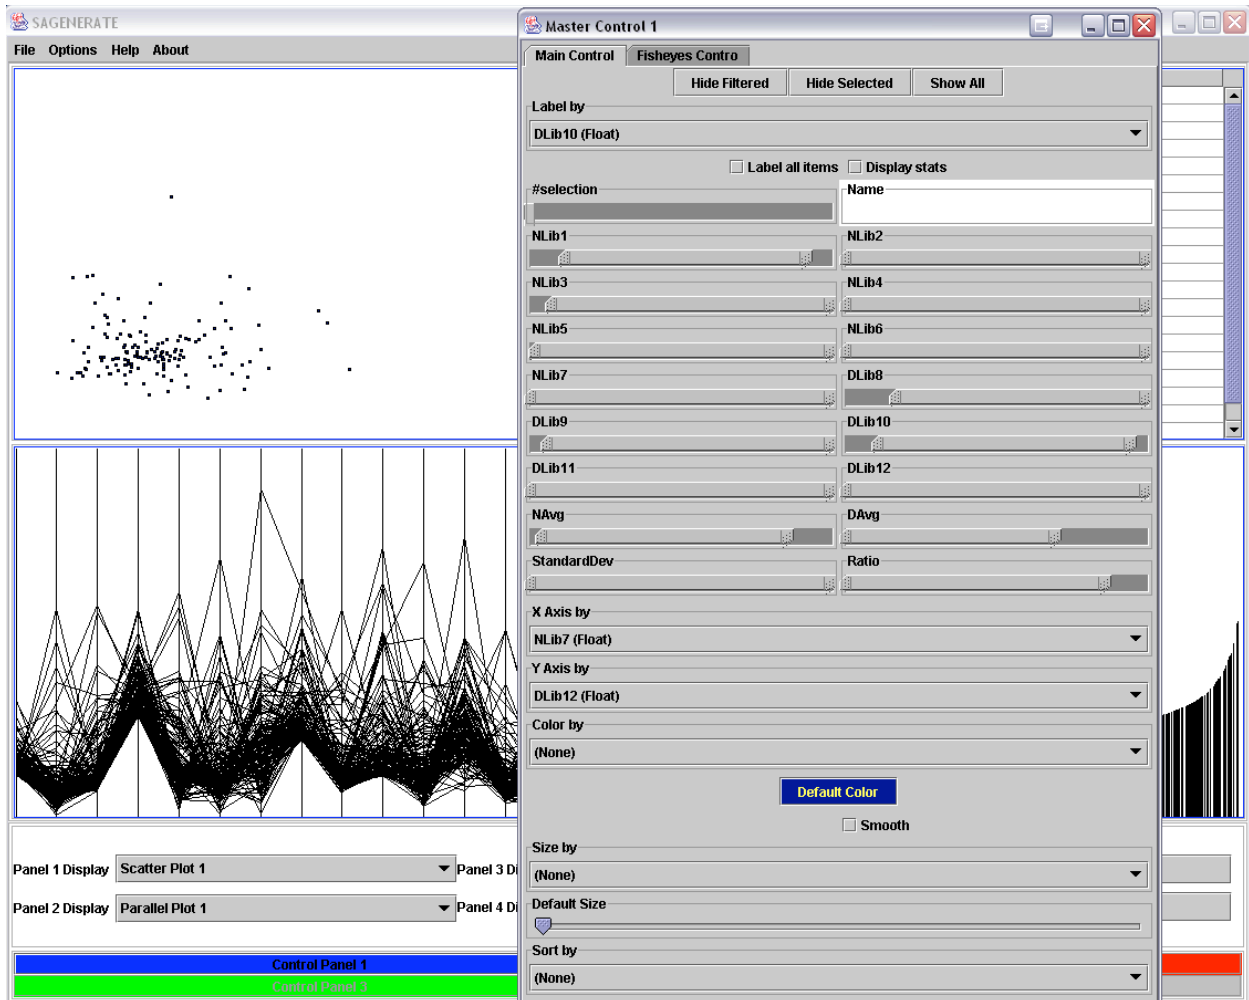 SAGENERATE
File Options Help About
Master Control 1
Main Control Fisheyes Contro
Hide Filtered Hide Selected Show All
Label by
DLib10 (Float)
Label all items Display stats
#selection Name
NLib1 NLib2
NLib3 NLib4
NLib5 NLib6
NLib7 DLib8
DLib9 DLib10
DLib11 DLib12
NAvg DAvg
StandardDev Ratio
X Axis by
NLib7 (Float)
Y Axis by
DLib12 (Float)
Color by
(None)
Default Color
Smooth
Size by
(None)
Default Size
Sort by
(None)
Panel 1 Display Scatter Plot 1 Panel 3 Di
Panel 2 Display Parallel Plot 1 Panel 4 Di
Control Panel 1
Control Panel 3